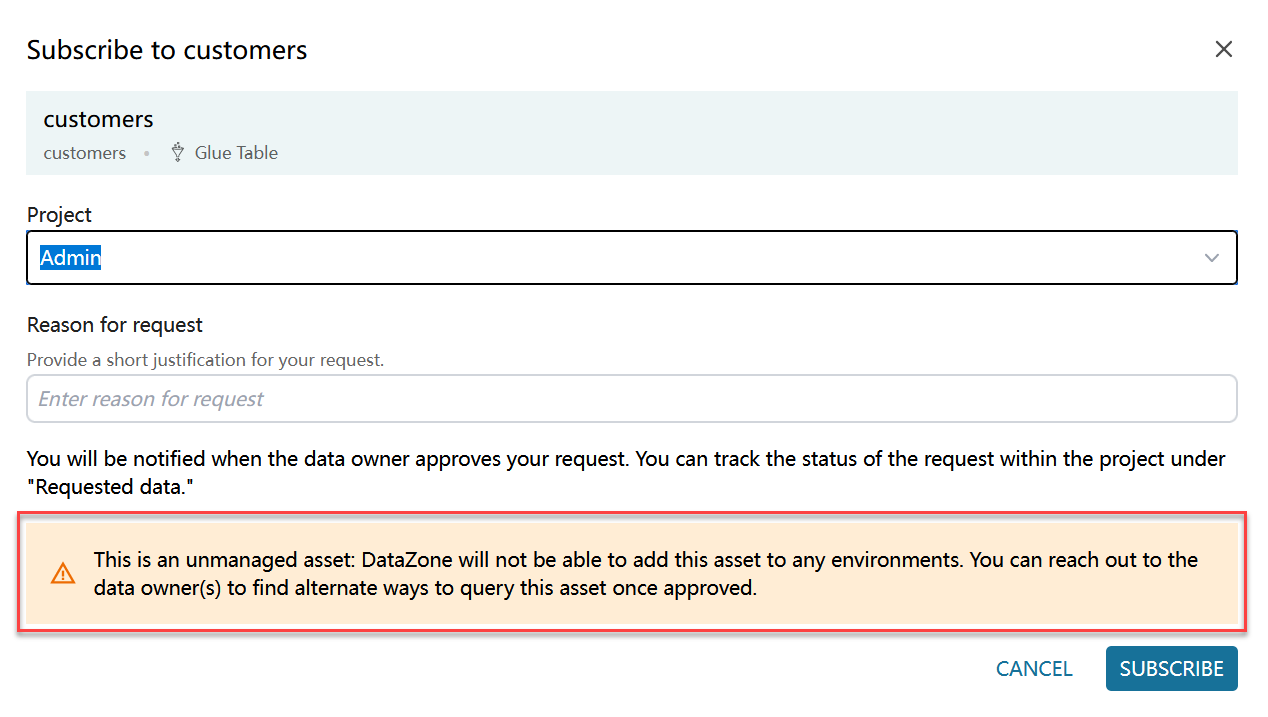 Subscribe to customers
customers
customers • Glue Table
Project
Admin
Reason for request
Provide a short justification for your request.
Enter reason for request
You will be notified when the data owner approves your request. You can track the status of the request within the project under
"Requested data."
This is an unmanaged asset: DataZone will not be able to add this asset to any environments. You can reach out to the
data owner(s) to find alternate ways to query this asset once approved.
CANCEL SUBSCRIBE